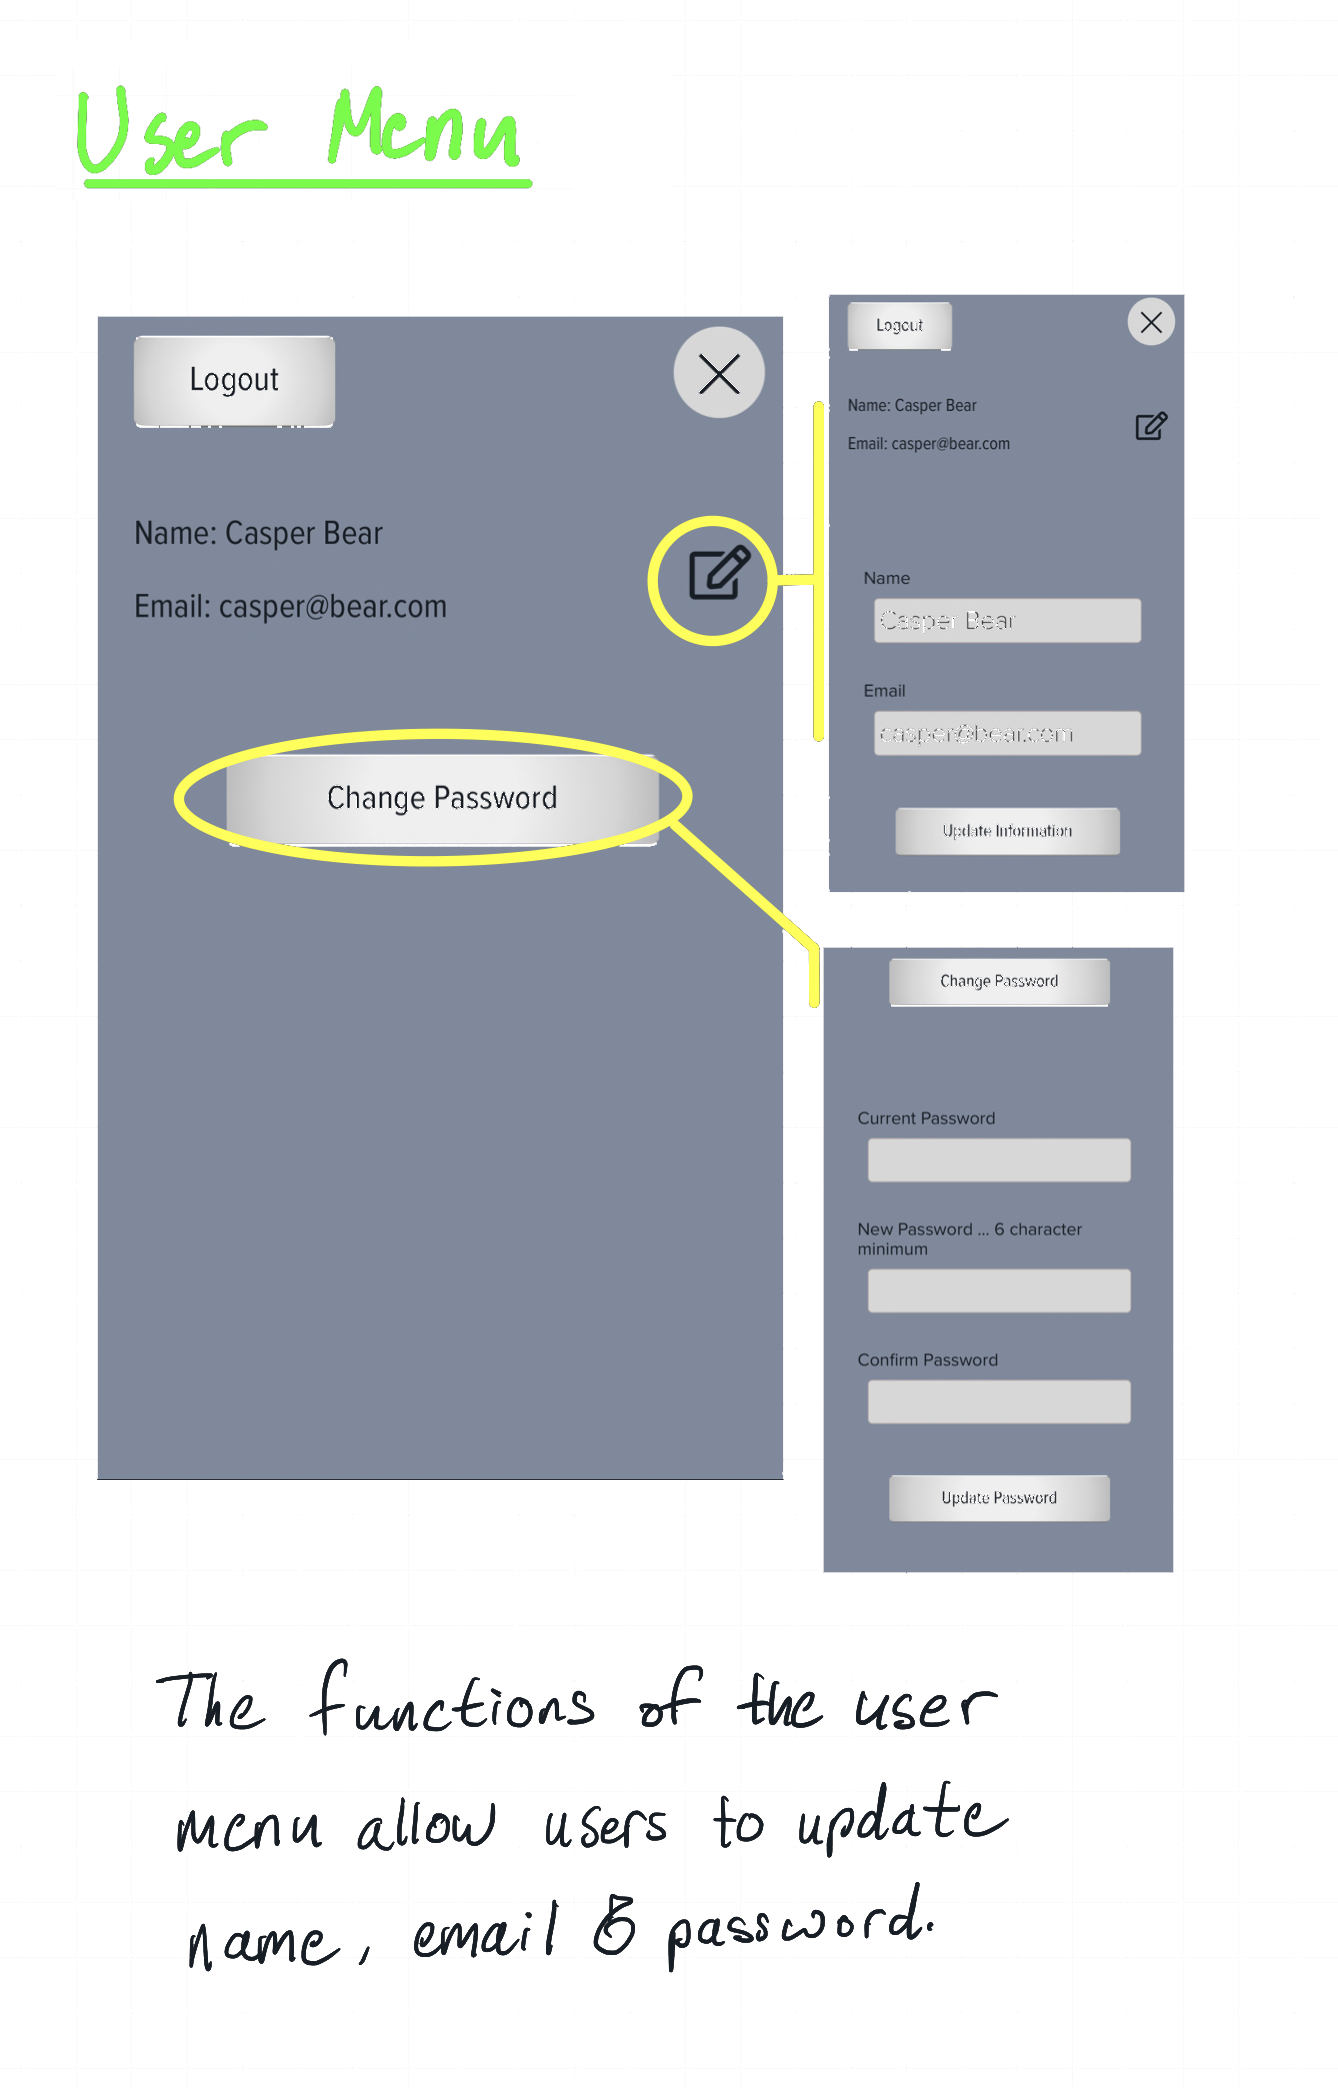 User Menu
Logout
Name: Casper Bear
Email: casper@bear.com
Change Password
Logout
Name: Casper Bear
Email: casper@bear.com
Name
Casper Bear
Email
casper@bear.com
Update Information
Change Password
Current Password
New Password ... 6 character
minimum
Confirm Password
Update Password
The functions of the user
menu allow users to update
name, email & password.